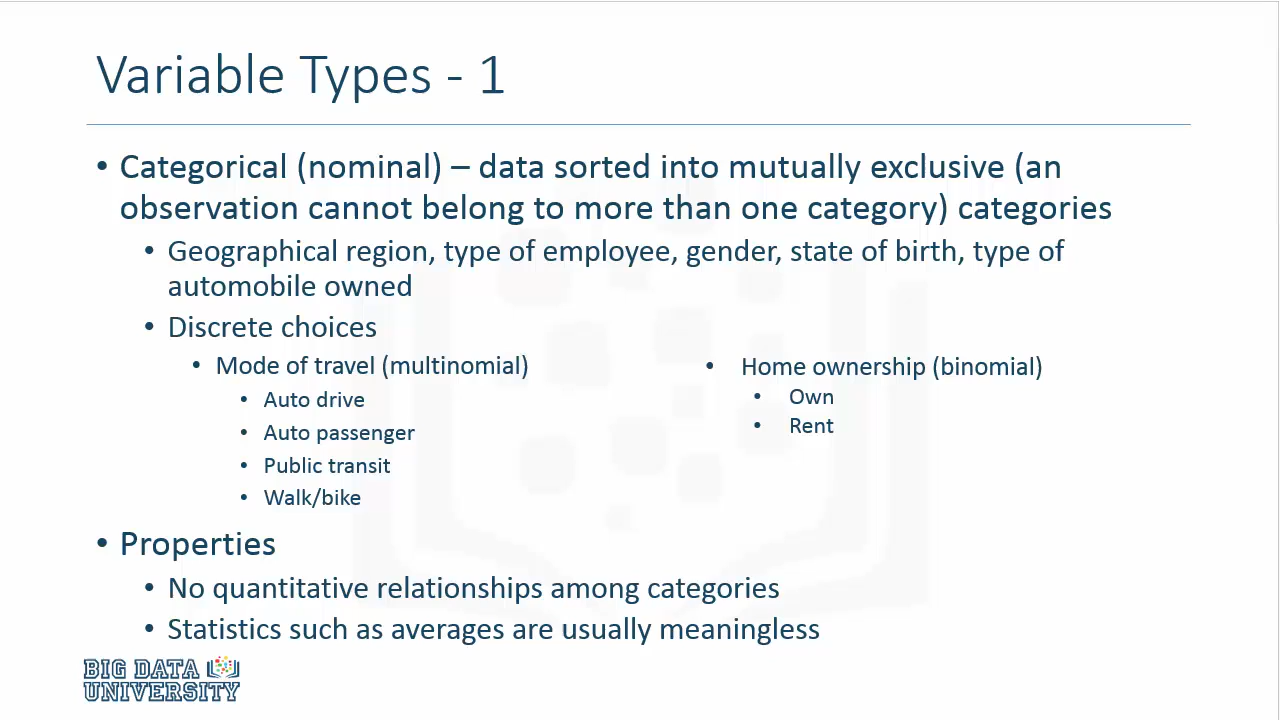 Variable Types - 1
• Categorical (nominal) – data sorted into mutually exclusive (an
observation cannot belong to more than one category) categories
• Geographical region, type of employee, gender, state of birth, type of
automobile owned
• Discrete choices
• Mode of travel (multinomial)
• Auto drive
• Auto passenger
• Public transit
• Walk/bike
• Home ownership (binomial)
• Own
• Rent
• Properties
• No quantitative relationships among categories
• Statistics such as averages are usually meaningless
BIG DATA
UNIVERSITY